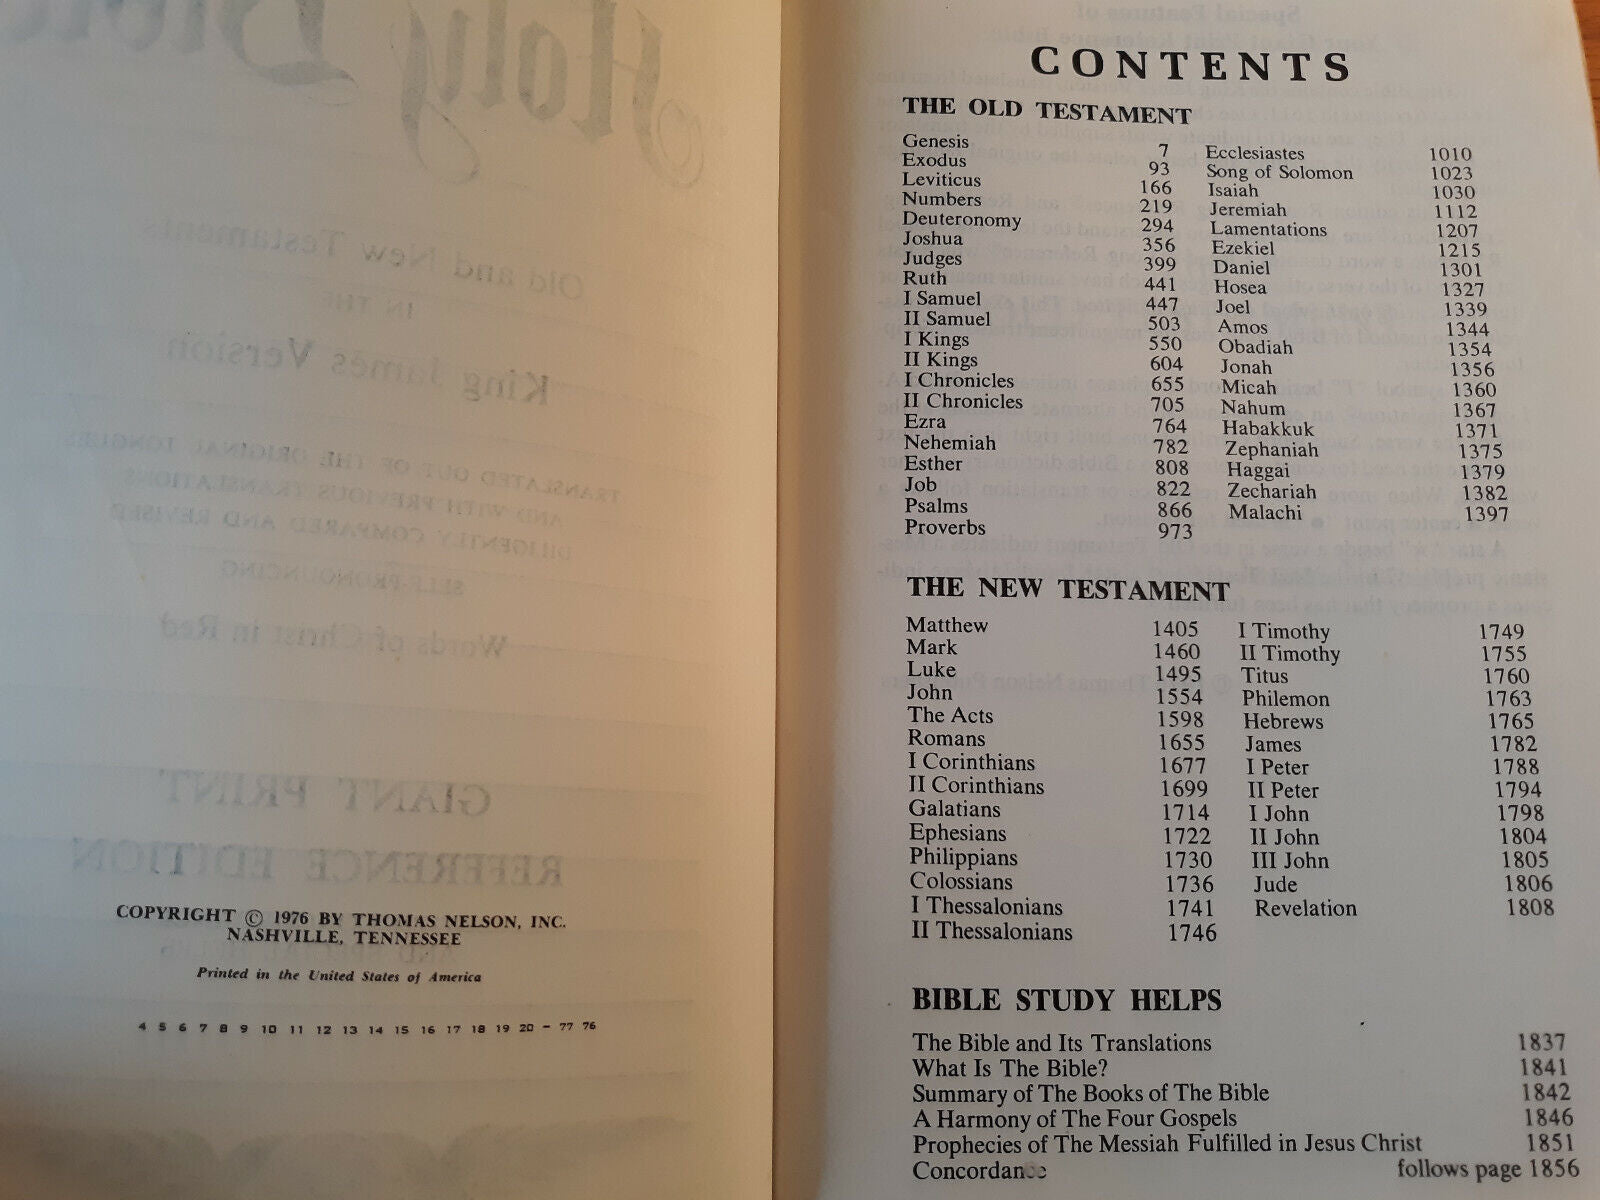 COPYRIGHT © 1976 BY THOMAS NELSON, INC.
NASHVILLE, TENNESSEE
Printed in the United States of America
4 5 6 7 8 9 10 11 12 13 14 15 16 17 18 19 20 – 77 76
CONTENTS
THE OLD TESTAMENT
Genesis 7
Exodus 93
Leviticus 166
Numbers 219
Deuteronomy 294
Joshua 356
Judges 399
Ruth 441
I Samuel 447
II Samuel 503
I Kings 550
II Kings 604
I Chronicles 655
II Chronicles 705
Ezra 764
Nehemiah 782
Esther 808
Job 822
Psalms 866
Proverbs 973
Ecclesiastes 1010
Song of Solomon 1023
Isaiah 1030
Jeremiah 1112
Lamentations 1207
Ezekiel 1215
Daniel 1301
Hosea 1327
Joel 1339
Amos 1344
Obadiah 1354
Jonah 1356
Micah 1360
Nahum 1367
Habakkuk 1371
Zephaniah 1375
Haggai 1379
Zechariah 1382
Malachi 1397
THE NEW TESTAMENT
Matthew 1405
Mark 1460
Luke 1495
John 1554
The Acts 1598
Romans 1655
I Corinthians 1677
II Corinthians 1699
Galatians 1714
Ephesians 1722
Philippians 1730
Colossians 1736
I Thessalonians 1741
II Thessalonians 1746
I Timothy 1749
II Timothy 1755
Titus 1760
Philemon 1763
Hebrews 1765
James 1782
I Peter 1788
II Peter 1794
I John 1798
II John 1804
III John 1805
Jude 1806
Revelation 1808
BIBLE STUDY HELPS
The Bible and Its Translations 1837
What Is The Bible? 1841
Summary of The Books of The Bible 1842
A Harmony of The Four Gospels 1846
Prophecies of The Messiah Fulfilled in Jesus Christ 1851
Concordance follows page 1856